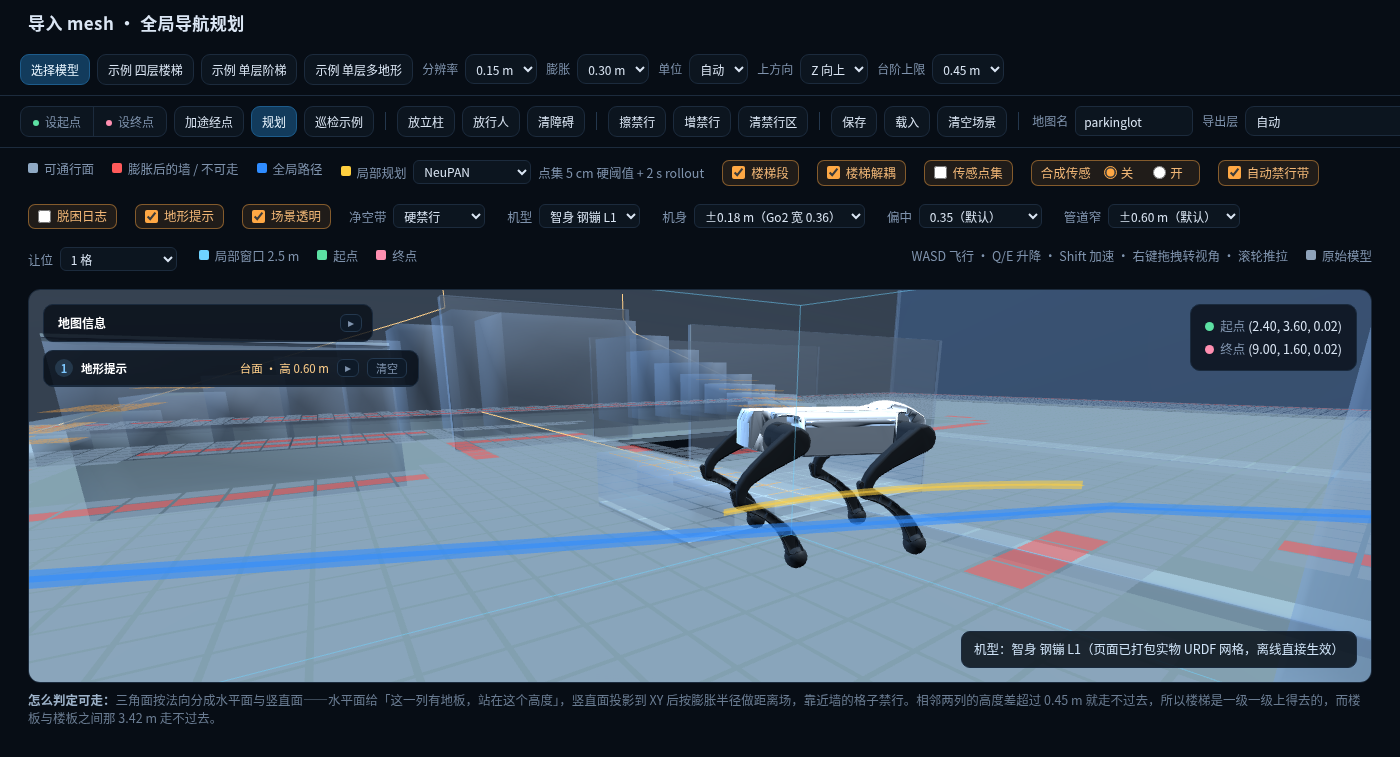 导入 mesh · 全局导航规划
选择模型 示例 四层楼梯 示例 单层阶梯 示例 单层多地形 分辨率 0.15 m 膨胀 0.30 m 单位 自动 上方向 Z 向上 台阶上限 0.45 m
设起点 设终点 加途经点 规划 巡检示例 放立柱 放行人 清障碍 擦禁行 增禁行 清禁行区 保存 载入 清空场景 地图名 parkinglot 导出层 自动
可通行面 膨胀后的墙 / 不可走 全局路径 局部规划 NeuPAN 点集 5 cm 硬阈值 + 2 s rollout 楼梯段 楼梯解耦 传感点集 合成传感 关 开 自动禁行带
脱困日志 地形提示 场景透明 净空带 硬禁行 机型 智身 钢镚 L1 机身 ±0.18 m（Go2 宽 0.36） 偏中 0.35（默认） 管道窄 ±0.60 m（默认）
让位 1 格 局部窗口 2.5 m 起点 终点 WASD 飞行 · Q/E 升降 · Shift 加速 · 右键拖拽转视角 · 滚轮推拉 原始模型
地图信息
1 地形提示 台面 · 高 0.60 m 清空
起点 (2.40, 3.60, 0.02)
终点 (9.00, 1.60, 0.02)
机型：智身 钢镚 L1（页面已打包实物 URDF 网格，离线直接生效）
怎么判定可走：三角面按法向分成水平面与竖直面——水平面给「这一列有地板，站在这个高度」，竖直面投影到 XY 后按膨胀半径做距离场，靠近墙的格子禁行。相邻两列的高度差超过 0.45 m 就走不过去，所以楼梯是一级一级上得去的，而楼
板与楼板之间那 3.42 m 走不过去。